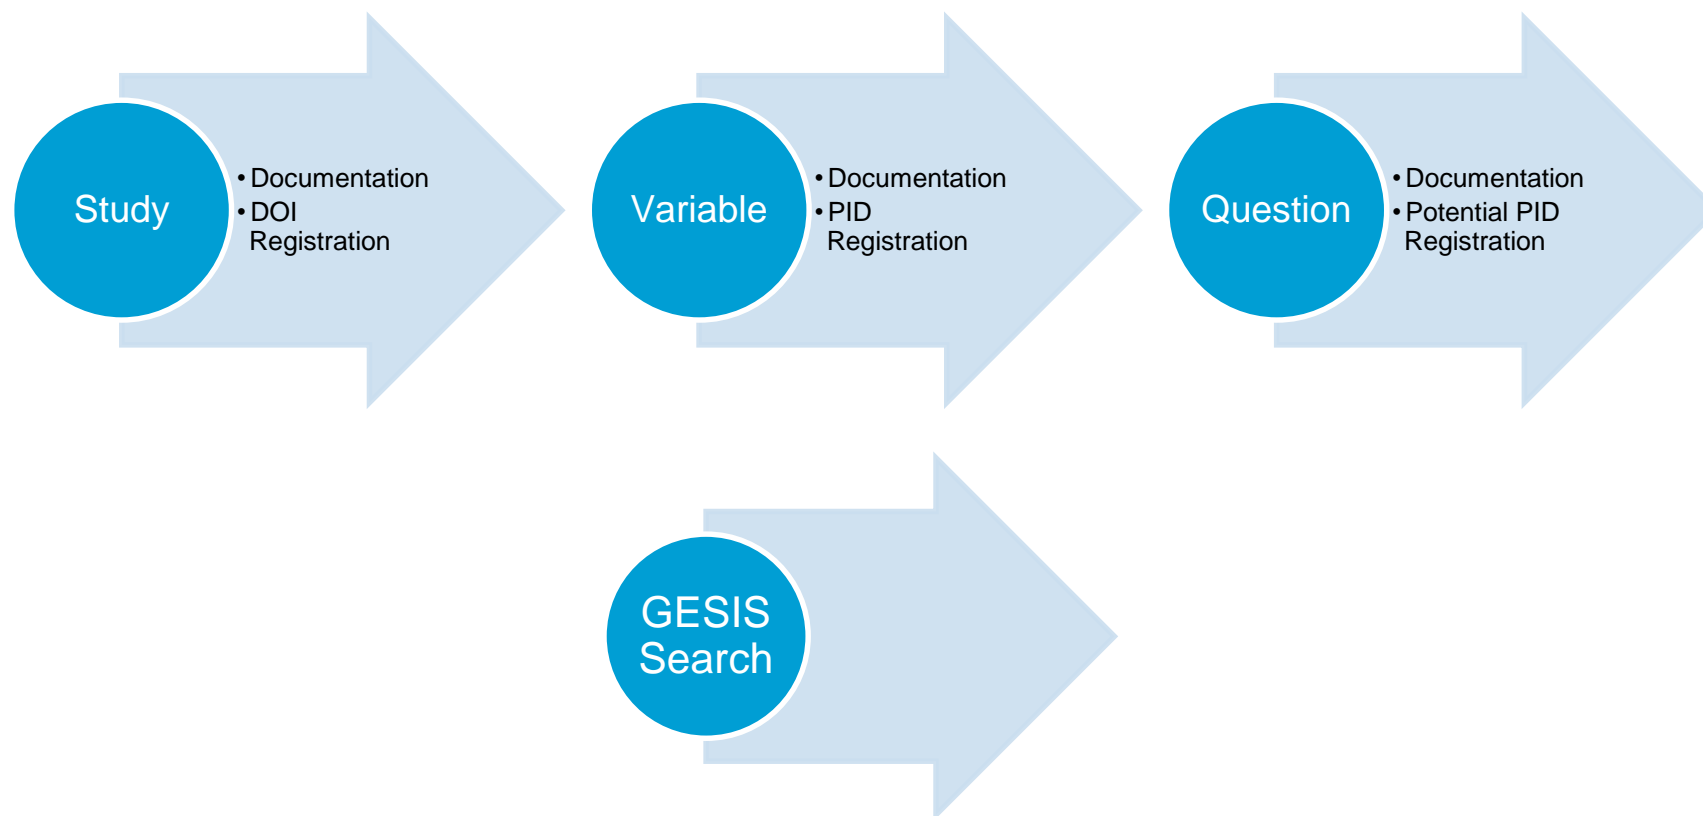 Study
• Documentation
• DOI
Registration
Variable
• Documentation
• PID
Registration
Question
• Documentation
• Potential PID
Registration
GESIS
Search